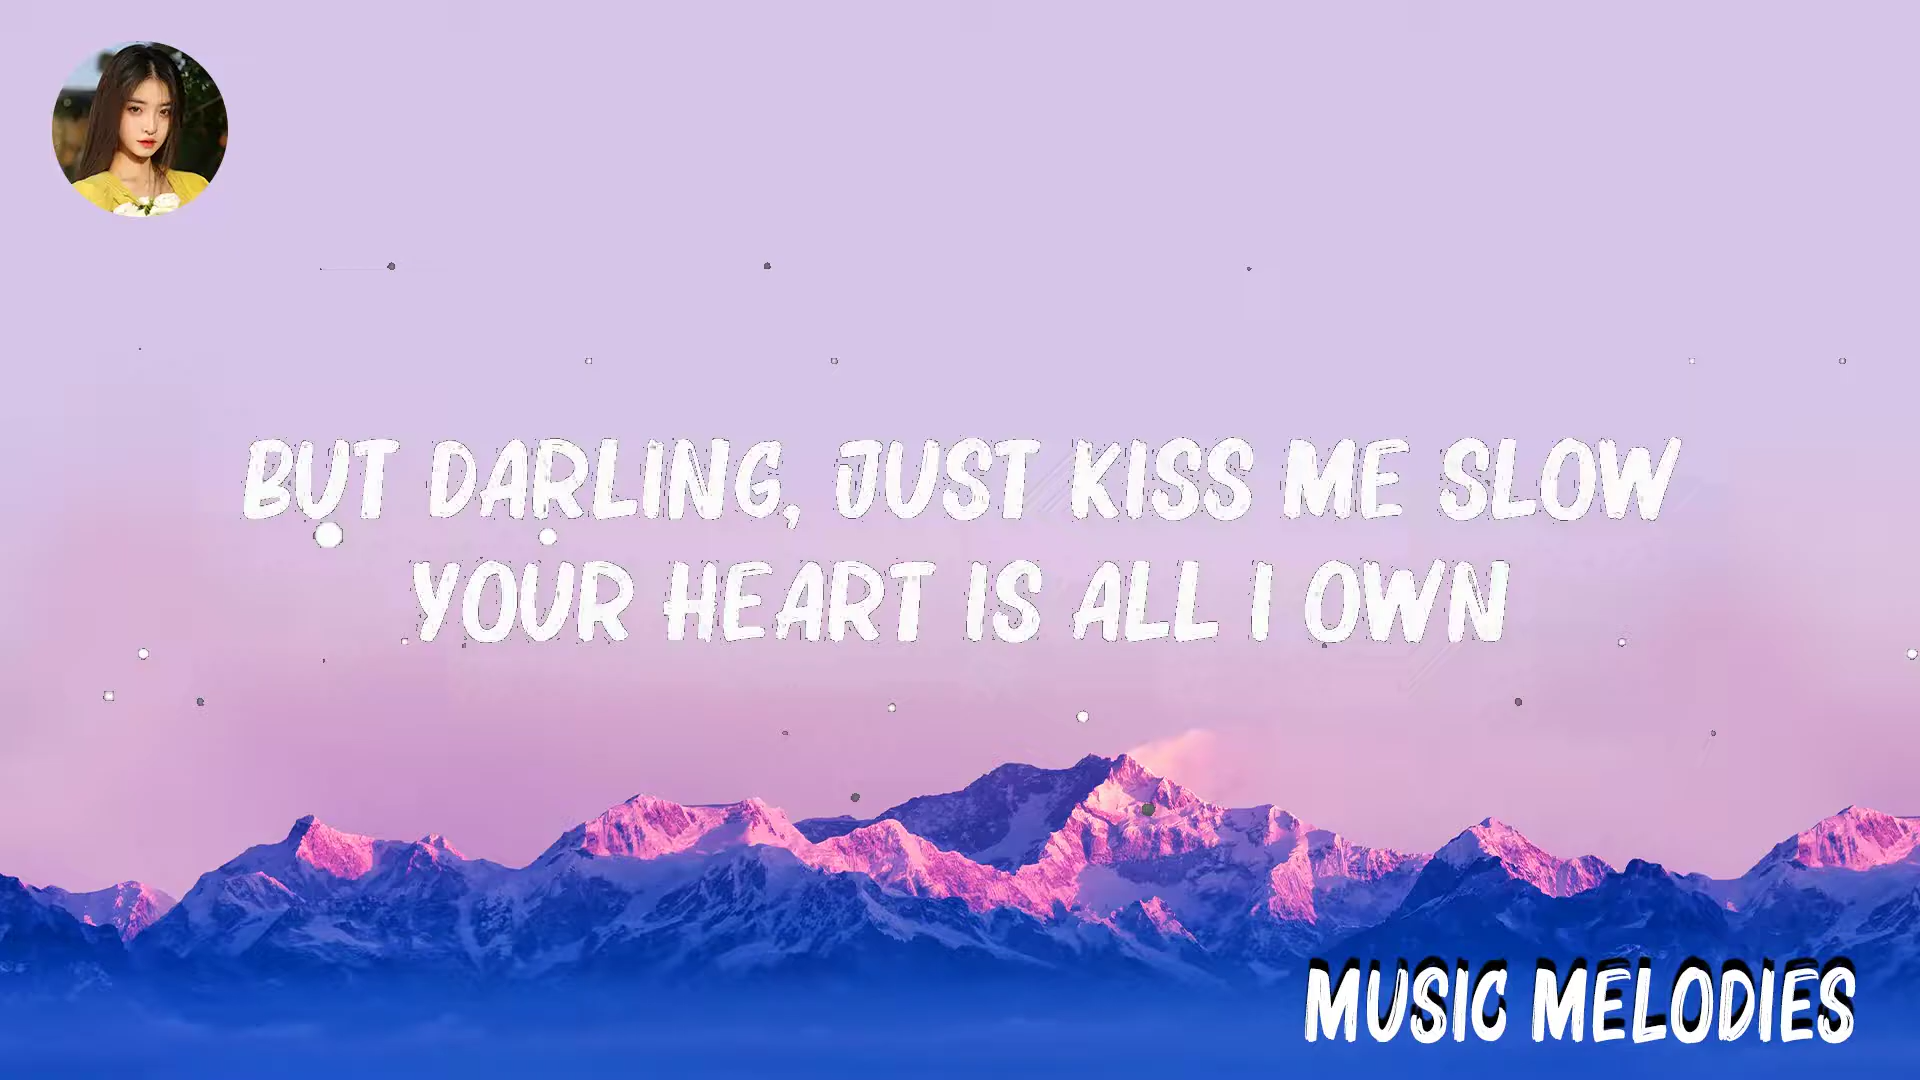 BUT DARLING, JUST KISS ME SLOW
YOUR HEART IS ALL I OWN
MUSIC MELODIES